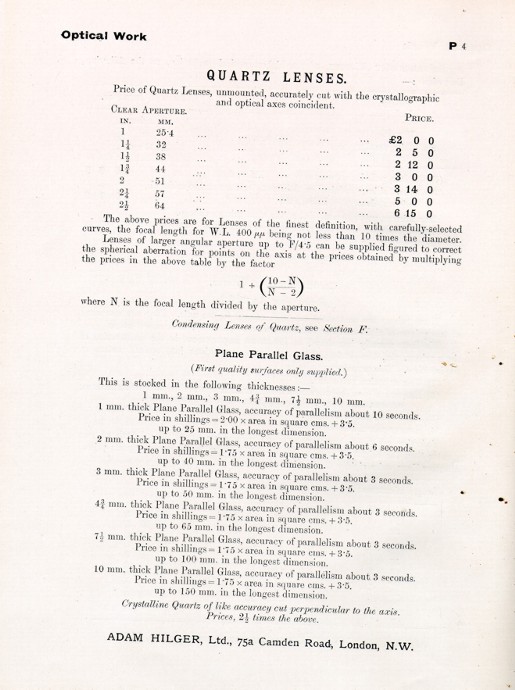 Optical Work
P 4
QUARTZ LENSES.
Price of Quartz Lenses, unmounted, accurately cut with the crystallographic
and optical axes coincident.
CLEAR APERTURE. PRICE.
IN. MM.
1 25·4 ... ... ... ... ... £2 0 0
1¼ 32 ... ... ... ... ... 2 5 0
1½ 38 ... ... ... ... ... 2 12 0
1¾ 44 ... ... ... ... ... 3 0 0
2 51 ... ... ... ... ... 3 14 0
2¼ 57 ... ... ... ... ... 5 0 0
2½ 64 ... ... ... ... ... 6 15 0
The above prices are for Lenses of the finest definition, with carefully-selected
curves, the focal length for W.L. 400 μμ being not less than 10 times the diameter.
Lenses of larger angular aperture up to F/4·5 can be supplied figured to correct
the spherical aberration for points on the axis at the prices obtained by multiplying
the prices in the above table by the factor
1 + (10 – N / N – 2)
where N is the focal length divided by the aperture.
Condensing Lenses of Quartz, see Section F.
Plane Parallel Glass.
(First quality surfaces only supplied.)
This is stocked in the following thicknesses :—
1 mm., 2 mm., 3 mm., 4¾ mm., 7½ mm., 10 mm.
1 mm. thick Plane Parallel Glass, accuracy of parallelism about 10 seconds.
Price in shillings = 2·00 × area in square cms. + 3·5.
up to 25 mm. in the longest dimension.
2 mm. thick Plane Parallel Glass, accuracy of parallelism about 6 seconds.
Price in shillings = 1·75 × area in square cms. + 3·5.
up to 40 mm. in the longest dimension.
3 mm. thick Plane Parallel Glass, accuracy of parallelism about 3 seconds.
Price in shillings = 1·75 × area in square cms. + 3·5.
up to 50 mm. in the longest dimension.
4¾ mm. thick Plane Parallel Glass, accuracy of parallelism about 3 seconds.
Price in shillings = 1·75 × area in square cms. + 3·5.
up to 65 mm. in the longest dimension.
7½ mm. thick Plane Parallel Glass, accuracy of parallelism about 3 seconds.
Price in shillings = 1·75 × area in square cms. + 3·5.
up to 100 mm. in the longest dimension.
10 mm. thick Plane Parallel Glass, accuracy of parallelism about 3 seconds.
Price in shillings = 1·75 × area in square cms. + 3·5.
up to 150 mm. in the longest dimension.
Crystalline Quartz of like accuracy cut perpendicular to the axis.
Prices, 2½ times the above.
ADAM HILGER, Ltd., 75a Camden Road, London, N.W.